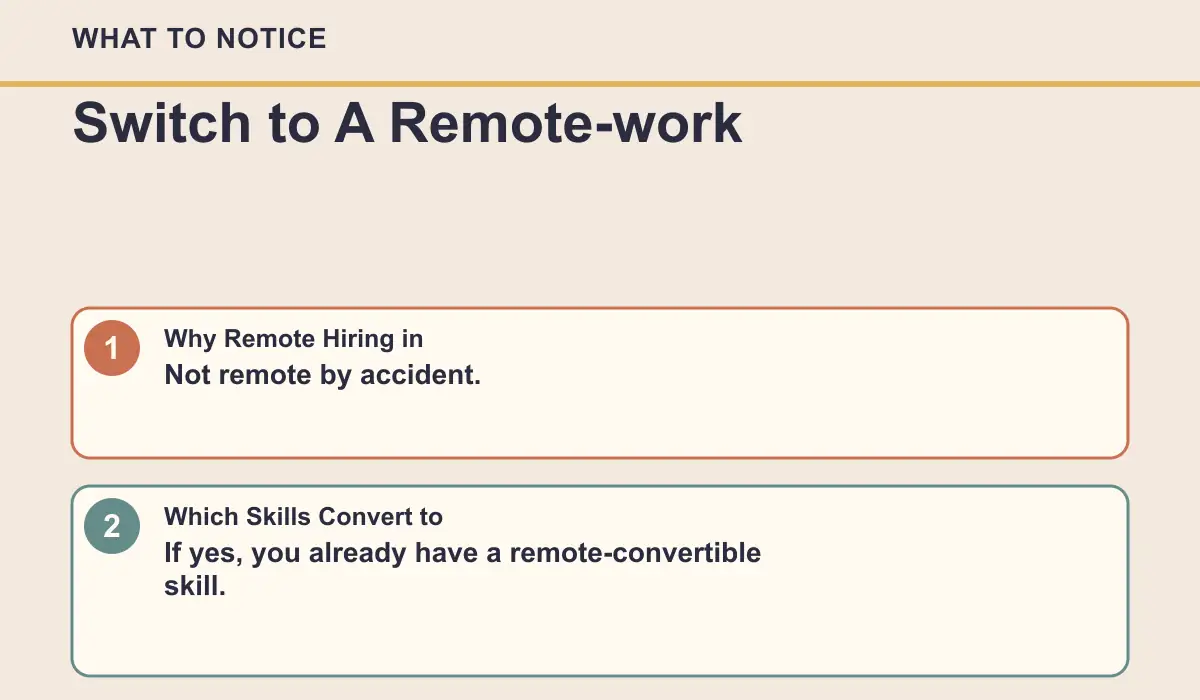 WHAT TO NOTICE
Switch to A Remote-work
1
Why Remote Hiring in
Not remote by accident.
2
Which Skills Convert to
If yes, you already have a remote-convertible
skill.